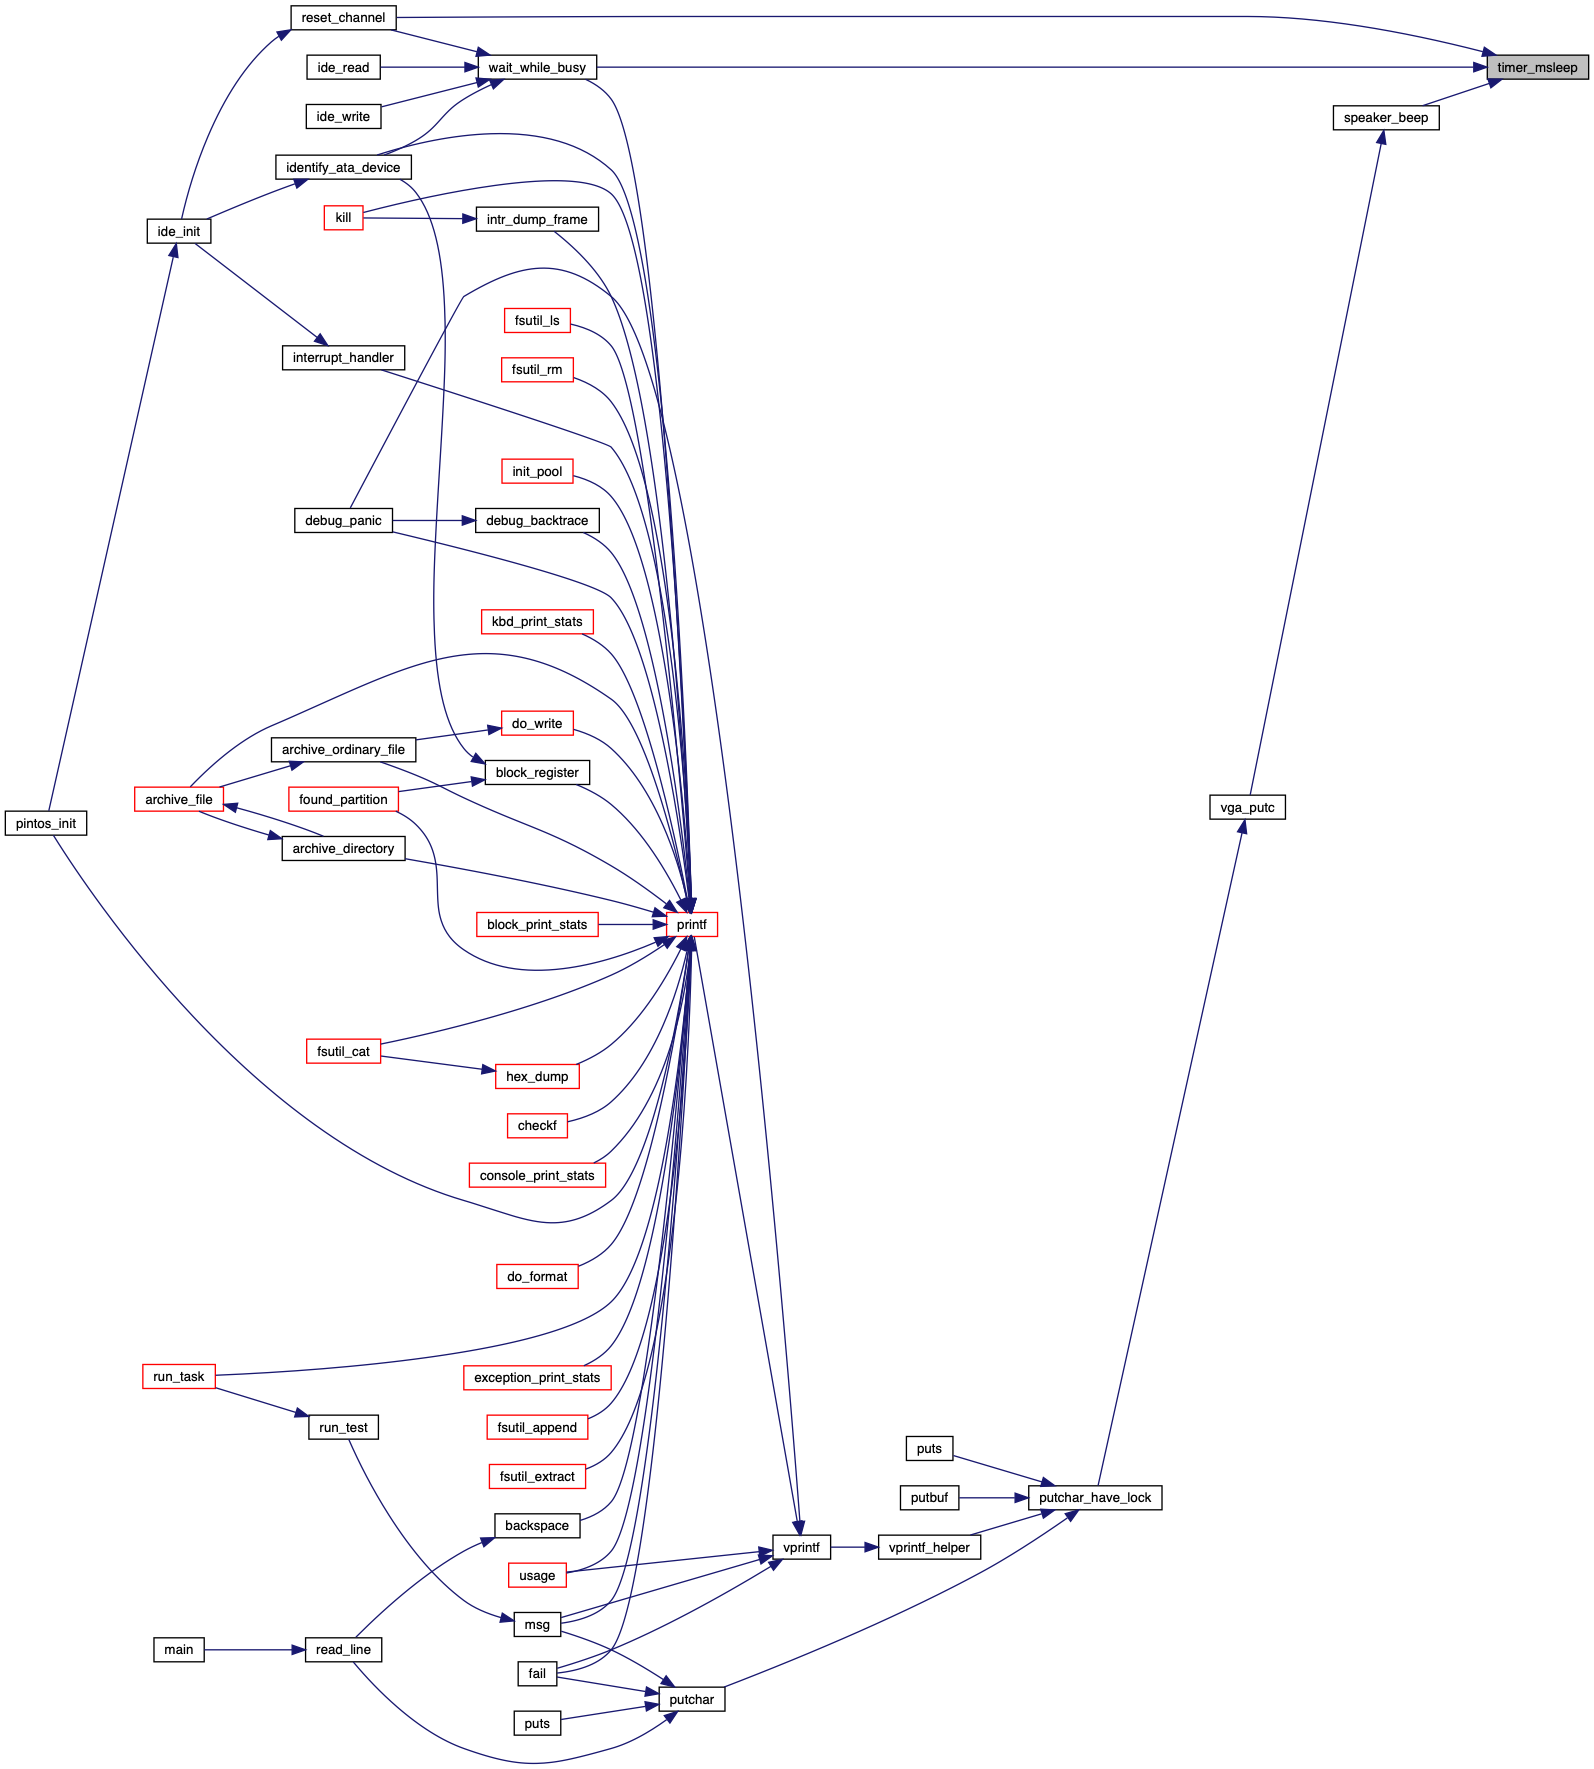 reset_channel
ide_read
wait_while_busy
timer_msleep
ide_write
speaker_beep
identify_ata_device
kill
intr_dump_frame
ide_init
fsutil_ls
interrupt_handler
fsutil_rm
init_pool
debug_panic
debug_backtrace
kbd_print_stats
do_write
archive_ordinary_file
block_register
archive_file
found_partition
vga_putc
pintos_init
archive_directory
block_print_stats
printf
fsutil_cat
hex_dump
checkf
console_print_stats
do_format
run_task
exception_print_stats
run_test
fsutil_append
puts
fsutil_extract
putbuf
putchar_have_lock
backspace
vprintf
vprintf_helper
usage
msg
main
read_line
fail
putchar
puts